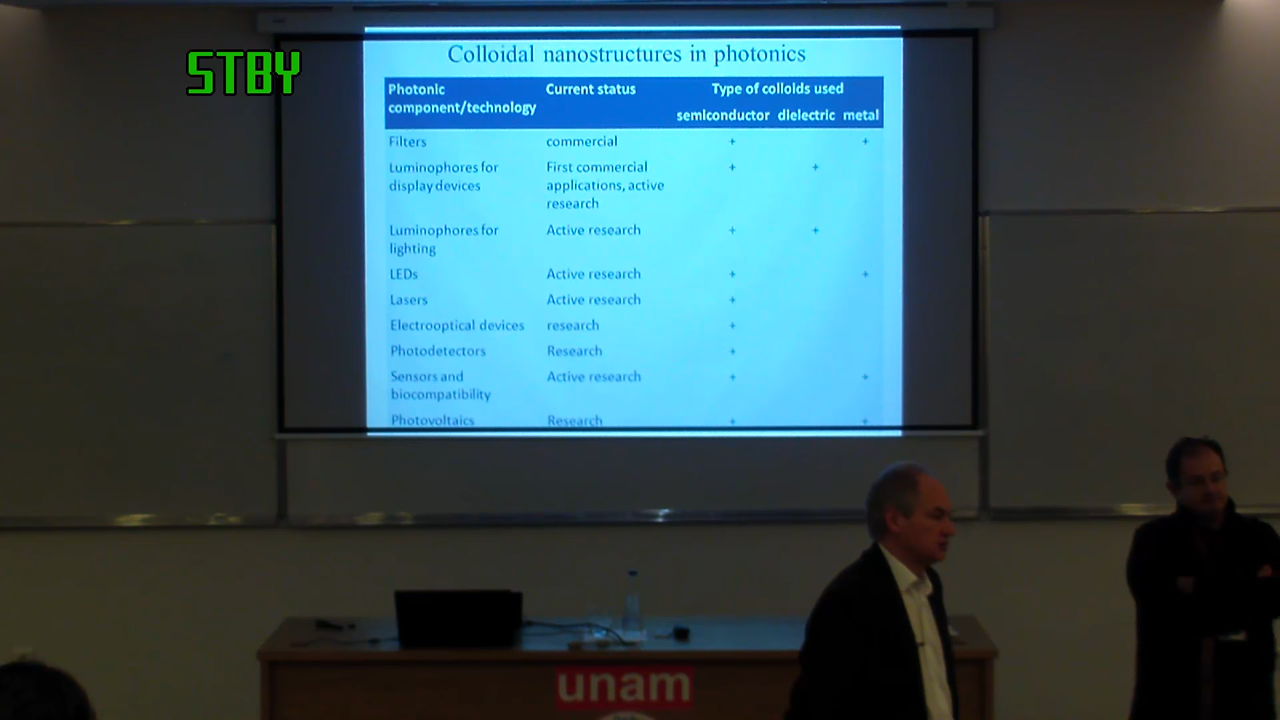 STBY
Colloidal nanostructures in photonics
Photonic component/technology Current status Type of colloids used
semiconductor dielectric metal
Filters commercial + +
Luminophores for display devices First commercial applications, active research + +
Luminophores for lighting Active research + +
LEDs Active research + +
Lasers Active research +
Electrooptical devices research +
Photodetectors Research +
Sensors and biocompatibility Active research + +
Photovoltaics Research + +
unam